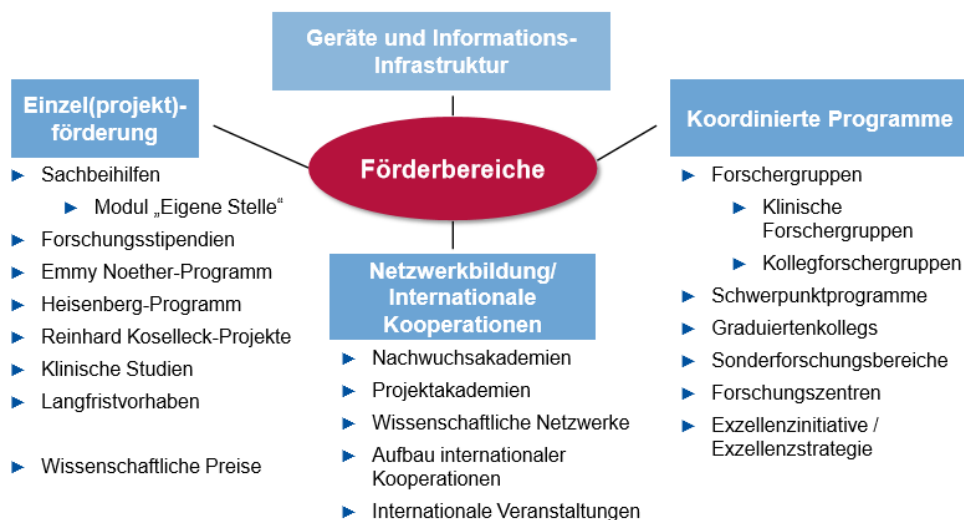 Geräte und Informations-
Infrastruktur
Einzel(projekt)-
förderung
Sachbeihilfen
Modul „Eigene Stelle“
Forschungsstipendien
Emmy Noether-Programm
Heisenberg-Programm
Reinhard Koselleck-Projekte
Klinische Studien
Langfristvorhaben
Wissenschaftliche Preise
Förderbereiche
Netzwerkbildung/
Internationale
Kooperationen
Nachwuchsakademien
Projektakademien
Wissenschaftliche Netzwerke
Aufbau internationaler
Kooperationen
Internationale Veranstaltungen
Koordinierte Programme
Forschergruppen
Klinische
Forschergruppen
Kollegforschergruppen
Schwerpunktprogramme
Graduiertenkollegs
Sonderforschungsbereiche
Forschungszentren
Exzellenzinitiative /
Exzellenzstrategie